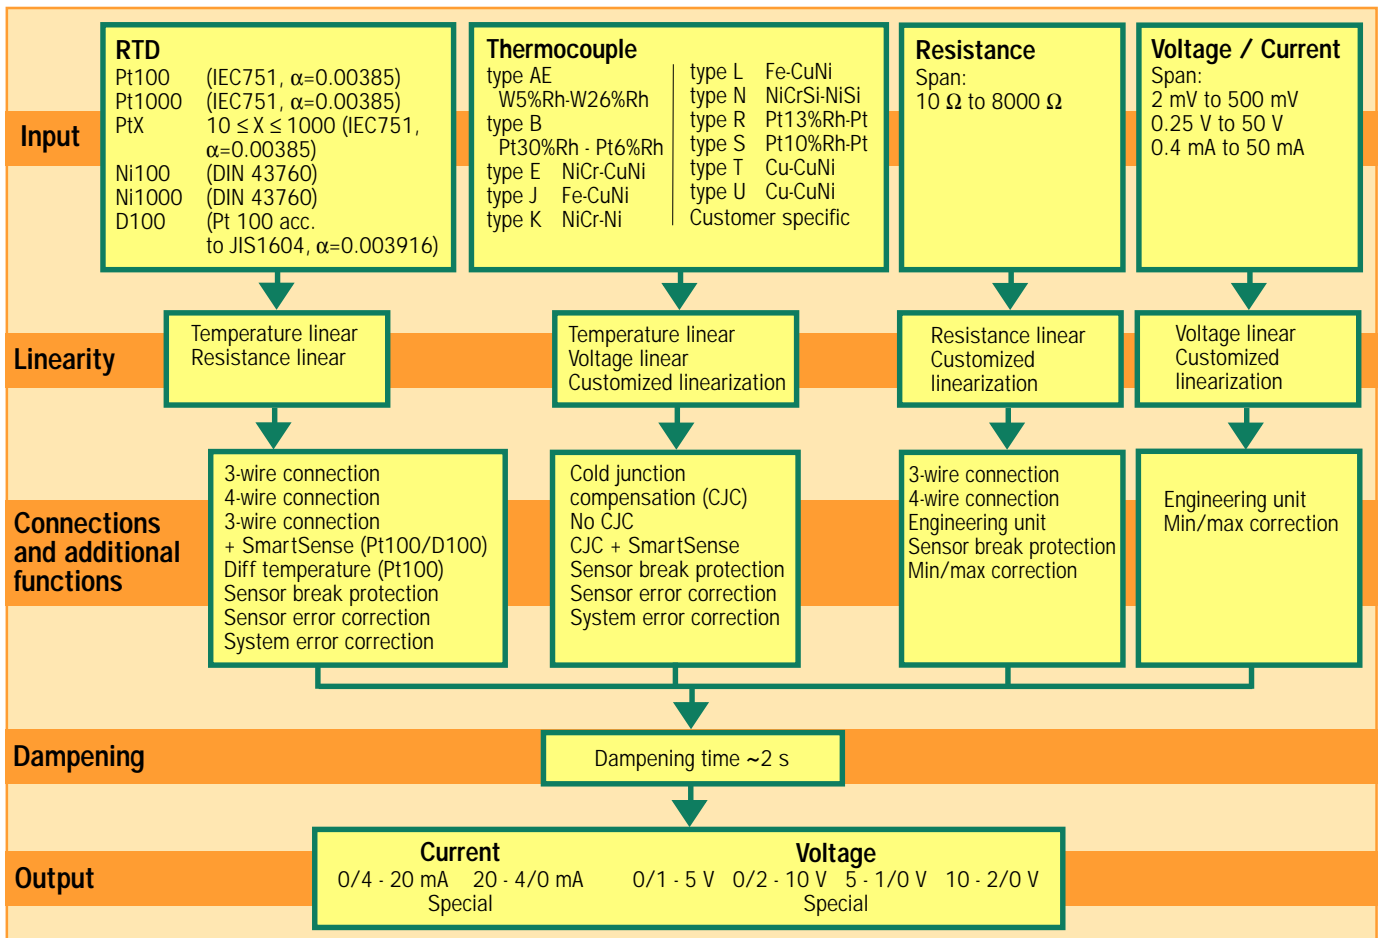 Input
RTD
Pt100 (IEC751, α=0.00385)
Pt1000 (IEC751, α=0.00385)
PtX 10 ≤ X ≤ 1000 (IEC751,
α=0.00385)
Ni100 (DIN 43760)
Ni1000 (DIN 43760)
D100 (Pt 100 acc.
to JIS1604, α=0.003916)
Thermocouple
type AE
W5%Rh-W26%Rh
type B
Pt30%Rh - Pt6%Rh
type E NiCr-CuNi
type J Fe-CuNi
type K NiCr-Ni
type L Fe-CuNi
type N NiCrSi-NiSi
type R Pt13%Rh-Pt
type S Pt10%Rh-Pt
type T Cu-CuNi
type U Cu-CuNi
Customer specific
Resistance
Span:
10 Ω to 8000 Ω
Voltage / Current
Span:
2 mV to 500 mV
0.25 V to 50 V
0.4 mA to 50 mA
Linearity
Temperature linear
Resistance linear
Temperature linear
Voltage linear
Customized linearization
Resistance linear
Customized
linearization
Voltage linear
Customized
linearization
Connections
and additional
functions
3-wire connection
4-wire connection
3-wire connection
+ SmartSense (Pt100/D100)
Diff temperature (Pt100)
Sensor break protection
Sensor error correction
System error correction
Cold junction
compensation (CJC)
No CJC
CJC + SmartSense
Sensor break protection
Sensor error correction
System error correction
3-wire connection
4-wire connection
Engineering unit
Sensor break protection
Min/max correction
Engineering unit
Min/max correction
Dampening
Dampening time ~2 s
Output
Current
0/4 - 20 mA 20 - 4/0 mA
Special
Voltage
0/1 - 5 V 0/2 - 10 V 5 - 1/0 V 10 - 2/0 V
Special